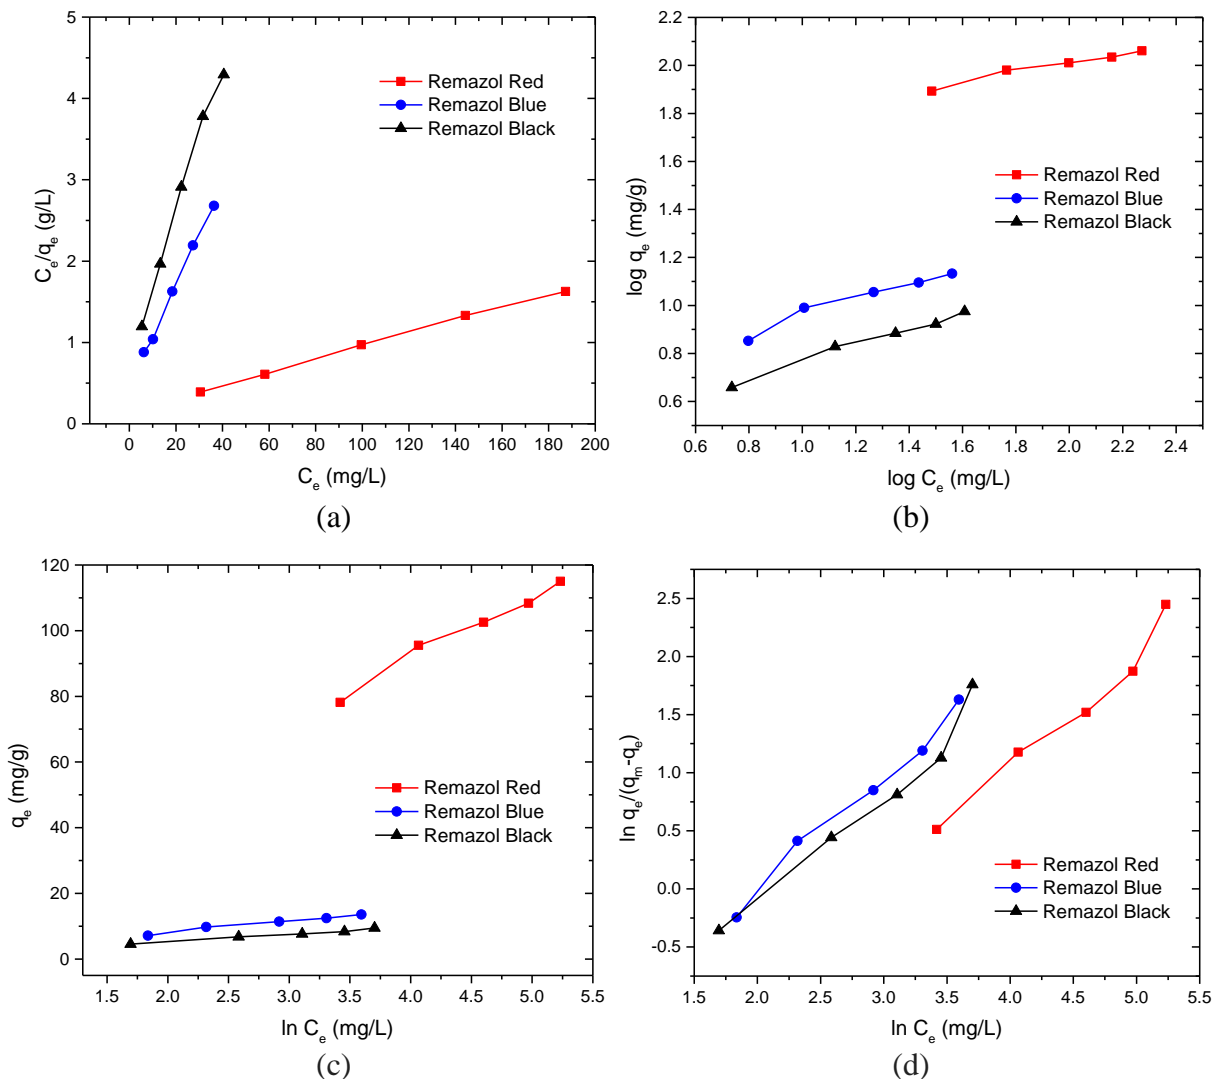 5
4
3
2
1
0
C_e/q_e (g/L)
Remazol Red
Remazol Blue
Remazol Black
0 20 40 60 80 100 120 140 160 180 200
C_e (mg/L)
(a)
2.2
2.0
1.8
1.6
1.4
1.2
1.0
0.8
0.6
log q_e (mg/g)
Remazol Red
Remazol Blue
Remazol Black
0.6 0.8 1.0 1.2 1.4 1.6 1.8 2.0 2.2 2.4
log C_e (mg/L)
(b)
120
100
80
60
40
20
0
q_e (mg/g)
Remazol Red
Remazol Blue
Remazol Black
1.5 2.0 2.5 3.0 3.5 4.0 4.5 5.0 5.5
ln C_e (mg/L)
(c)
2.5
2.0
1.5
1.0
0.5
0.0
-0.5
ln q_e/(q_m-q_e)
Remazol Red
Remazol Blue
Remazol Black
1.5 2.0 2.5 3.0 3.5 4.0 4.5 5.0 5.5
ln C_e (mg/L)
(d)